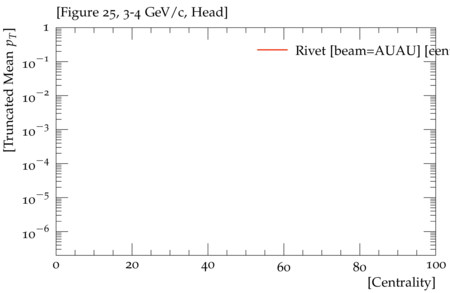 [Figure 25, 3-4 GeV/c, Head]
[Truncated Mean p_T]
1
10^−1
10^−2
10^−3
10^−4
10^−5
10^−6
Rivet [beam=AUAU] [cen
0 20 40 60 80 100
[Centrality]